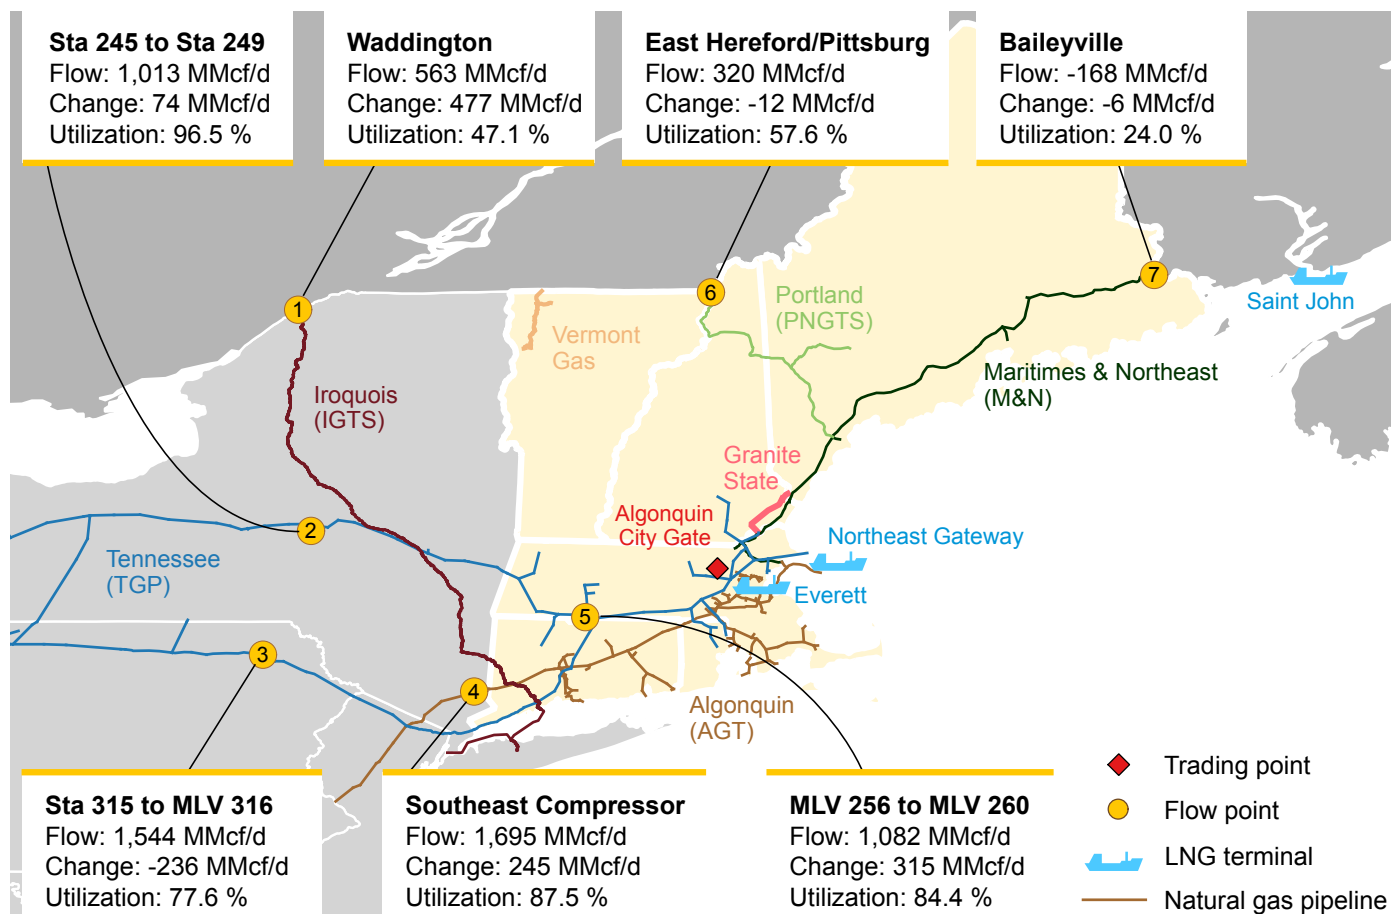 Sta 245 to Sta 249
Flow: 1,013 MMcf/d
Change: 74 MMcf/d
Utilization: 96.5 %
Waddington
Flow: 563 MMcf/d
Change: 477 MMcf/d
Utilization: 47.1 %
East Hereford/Pittsburg
Flow: 320 MMcf/d
Change: -12 MMcf/d
Utilization: 57.6 %
Baileyville
Flow: -168 MMcf/d
Change: -6 MMcf/d
Utilization: 24.0 %
1
6
7
Saint John
Portland
(PNGTS)
Vermont
Gas
Maritimes & Northeast
(M&N)
Iroquois
(IGTS)
Granite
State
Algonquin
City Gate
2
Northeast Gateway
Tennessee
(TGP)
Everett
5
3
4
Algonquin
(AGT)
Sta 315 to MLV 316
Flow: 1,544 MMcf/d
Change: -236 MMcf/d
Utilization: 77.6 %
Southeast Compressor
Flow: 1,695 MMcf/d
Change: 245 MMcf/d
Utilization: 87.5 %
MLV 256 to MLV 260
Flow: 1,082 MMcf/d
Change: 315 MMcf/d
Utilization: 84.4 %
Trading point
Flow point
LNG terminal
Natural gas pipeline